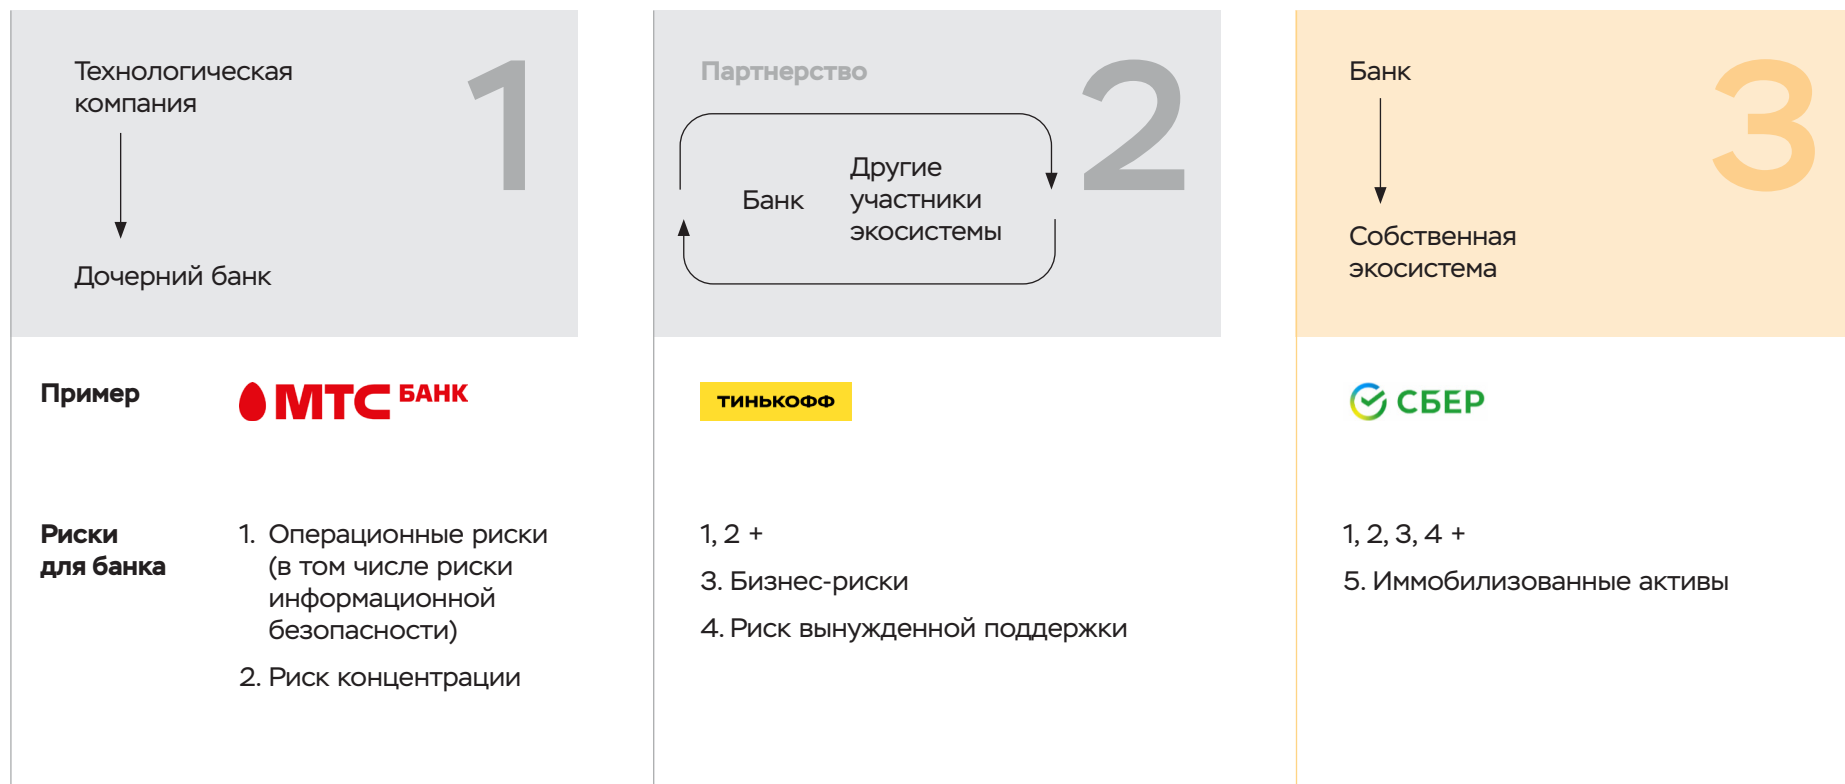 Технологическая
компания
1
Дочерний банк
Партнерство
2
Банк
Другие
участники
экосистемы
Банк
3
Собственная
экосистема
Пример
МТС БАНК
ТИНЬКОФФ
СБЕР
Риски
для банка
1. Операционные риски
(в том числе риски
информационной
безопасности)
2. Риск концентрации
1, 2 +
3. Бизнес-риски
4. Риск вынужденной поддержки
1, 2, 3, 4 +
5. Иммобилизованные активы